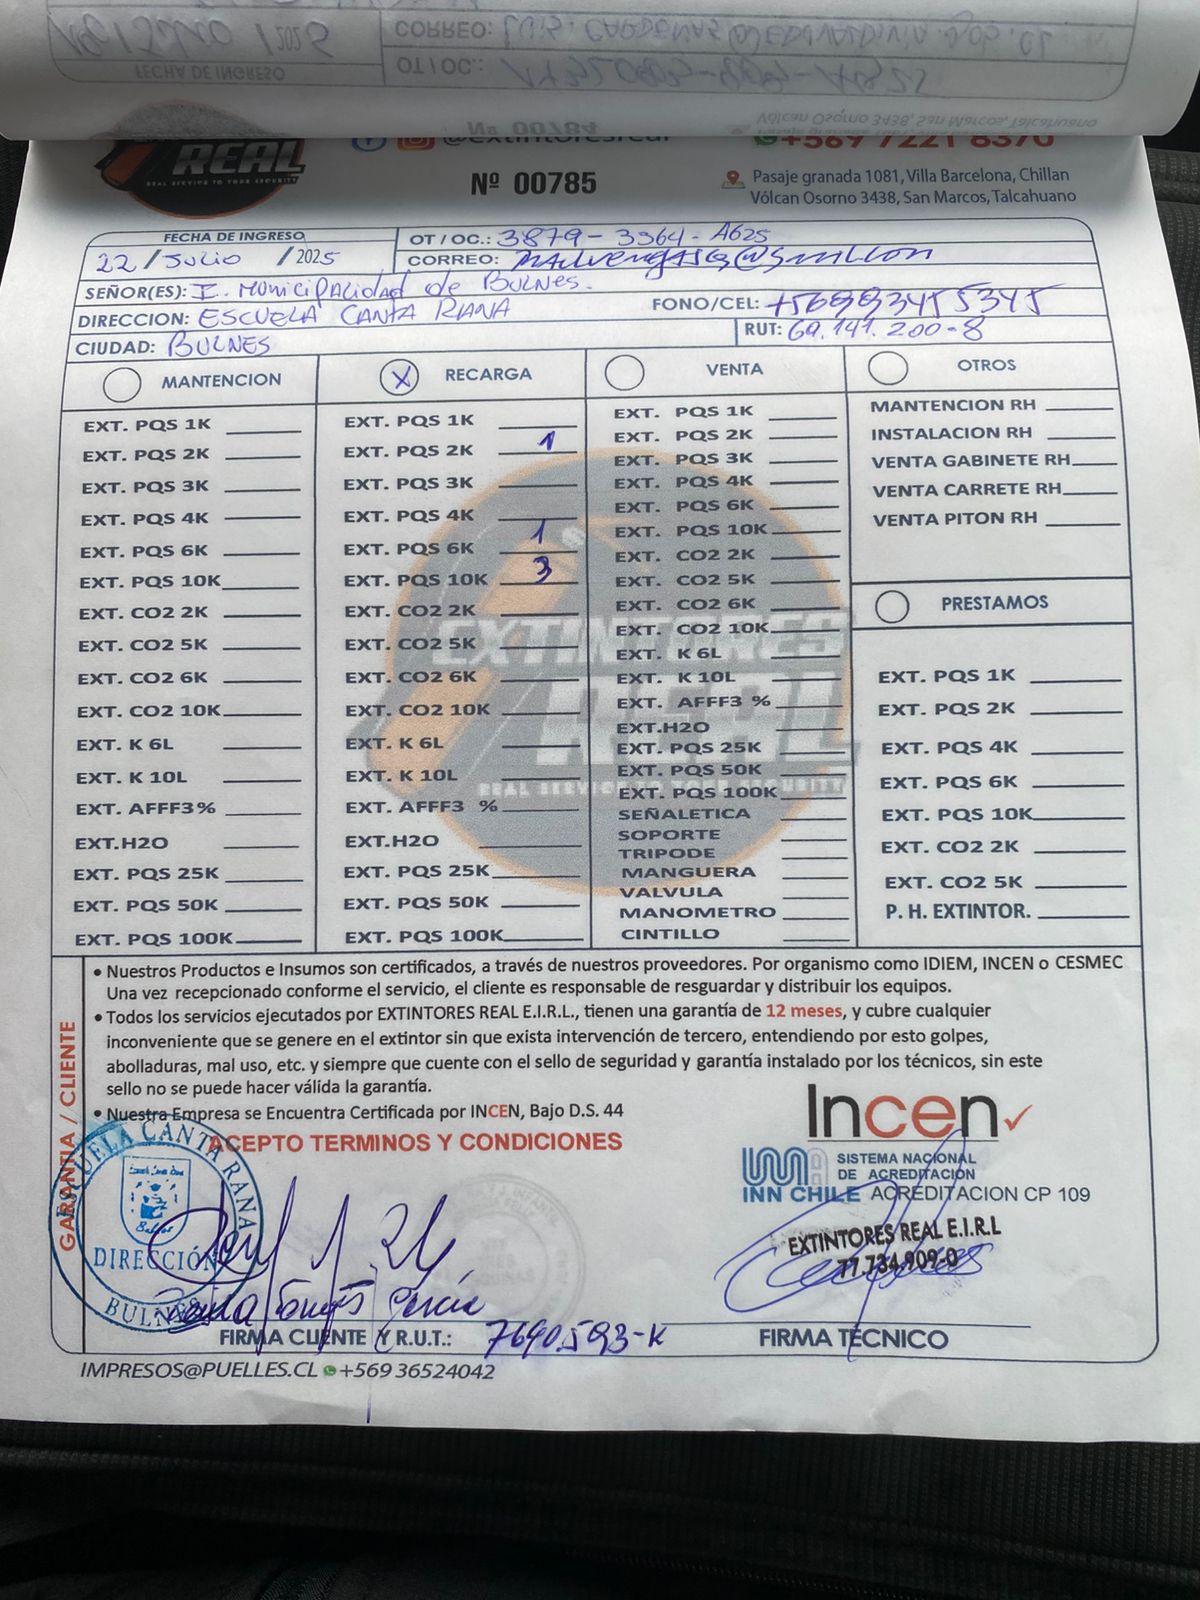 FECHA DE INGRESO
OT / OC.:
CORREO:
REAL
REAL SERVICE TO YOUR SECURITY
@extintoresreal
+569 7221 8370
Nº 00785
Pasaje granada 1081, Villa Barcelona, Chillan
Vólcan Osorno 3438, San Marcos, Talcahuano
FECHA DE INGRESO
22 / JULIO / 2025
OT / OC.: 3879-3364-A625
CORREO:
SEÑOR(ES): I. Municipalidad de BULNES.
DIRECCION: ESCUELA CANTA RANA
FONO/CEL: +56993455345
CIUDAD: BULNES
RUT: 69.141.200-8
MANTENCION
EXT. PQS 1K
EXT. PQS 2K
EXT. PQS 3K
EXT. PQS 4K
EXT. PQS 6K
EXT. PQS 10K
EXT. CO2 2K
EXT. CO2 5K
EXT. CO2 6K
EXT. CO2 10K
EXT. K 6L
EXT. K 10L
EXT. AFFF3%
EXT.H2O
EXT. PQS 25K
EXT. PQS 50K
EXT. PQS 100K
X RECARGA
EXT. PQS 1K
EXT. PQS 2K 1
EXT. PQS 3K
EXT. PQS 4K
EXT. PQS 6K 1
EXT. PQS 10K 3
EXT. CO2 2K
EXT. CO2 5K
EXT. CO2 6K
EXT. CO2 10K
EXT. K 6L
EXT. K 10L
EXT. AFFF3 %
EXT.H2O
EXT. PQS 25K
EXT. PQS 50K
EXT. PQS 100K
VENTA
EXT. PQS 1K
EXT. PQS 2K
EXT. PQS 3K
EXT. PQS 4K
EXT. PQS 6K
EXT. PQS 10K
EXT. CO2 2K
EXT. CO2 5K
EXT. CO2 6K
EXT. CO2 10K
EXT. K 6L
EXT. K 10L
EXT. AFFF3 %
EXT.H2O
EXT. PQS 25K
EXT. PQS 50K
EXT. PQS 100K
SEÑALETICA
SOPORTE
TRIPODE
MANGUERA
VALVULA
MANOMETRO
CINTILLO
OTROS
MANTENCION RH
INSTALACION RH
VENTA GABINETE RH
VENTA CARRETE RH
VENTA PITON RH
PRESTAMOS
EXT. PQS 1K
EXT. PQS 2K
EXT. PQS 4K
EXT. PQS 6K
EXT. PQS 10K
EXT. CO2 2K
EXT. CO2 5K
P. H. EXTINTOR.
EXTINTORES
REAL
REAL SERVICE TO YOUR SECURITY
GARANTIA / CLIENTE
• Nuestros Productos e Insumos son certificados, a través de nuestros proveedores. Por organismo como IDIEM, INCEN o CESMEC
Una vez recepcionado conforme el servicio, el cliente es responsable de resguardar y distribuir los equipos.
• Todos los servicios ejecutados por EXTINTORES REAL E.I.R.L., tienen una garantía de 12 meses, y cubre cualquier
inconveniente que se genere en el extintor sin que exista intervención de tercero, entendiendo por esto golpes,
abolladuras, mal uso, etc. y siempre que cuente con el sello de seguridad y garantía instalado por los técnicos, sin este
sello no se puede hacer válida la garantía.
• Nuestra Empresa se Encuentra Certificada por INCEN, Bajo D.S. 44
ACEPTO TERMINOS Y CONDICIONES
Incen
INN CHILE
SISTEMA NACIONAL
DE ACREDITACIÓN
ACREDITACION CP 109
ESCUELA CANTA RANA
DIRECCIÓN
BULNES
EXTINTORES REAL E.I.R.L
77.734.909-0
García
FIRMA CLIENTE Y R.U.T.: 7690593-K
FIRMA TECNICO
IMPRESOS@PUELLES.CL +569 36524042